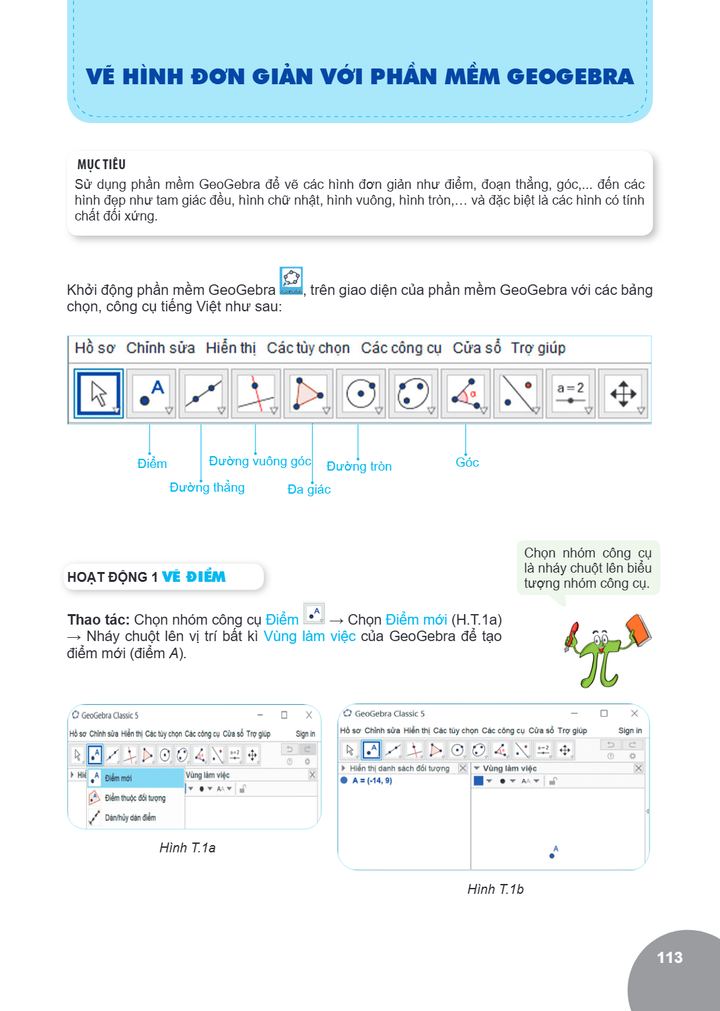 VẼ HÌNH ĐƠN GIẢN VỚI PHẦN MỀM GEOGEBRA
MỤC TIÊU
Sử dụng phần mềm GeoGebra để vẽ các hình đơn giản như điểm, đoạn thẳng, góc,... đến các
hình đẹp như tam giác đều, hình chữ nhật, hình vuông, hình tròn,… và đặc biệt là các hình có tính
chất đối xứng.
Khởi động phần mềm GeoGebra , trên giao diện của phần mềm GeoGebra với các bảng
chọn, công cụ tiếng Việt như sau:
Hồ sơ Chỉnh sửa Hiển thị Các tùy chọn Các công cụ Cửa sổ Trợ giúp
A α a = 2
Điểm Đường vuông góc Đường tròn Góc
Đường thẳng Đa giác
Chọn nhóm công cụ
là nháy chuột lên biểu
tượng nhóm công cụ.
HOẠT ĐỘNG 1 VẼ ĐIỂM
Thao tác: Chọn nhóm công cụ Điểm → Chọn Điểm mới (H.T.1a)
→ Nháy chuột lên vị trí bất kì Vùng làm việc của GeoGebra để tạo
điểm mới (điểm A).
GeoGebra Classic 5
Hồ sơ Chỉnh sửa Hiển thị Các tùy chọn Các công cụ Cửa sổ Trợ giúp Sign in
Điểm mới Vùng làm việc
Điểm thuộc đối tượng
Dán/hủy dán điểm
Hình T.1a
GeoGebra Classic 5
Hồ sơ Chỉnh sửa Hiển thị Các tùy chọn Các công cụ Cửa sổ Trợ giúp Sign in
Hiển thị danh sách đối tượng Vùng làm việc
A = (-14, 9)
A
Hình T.1b
113